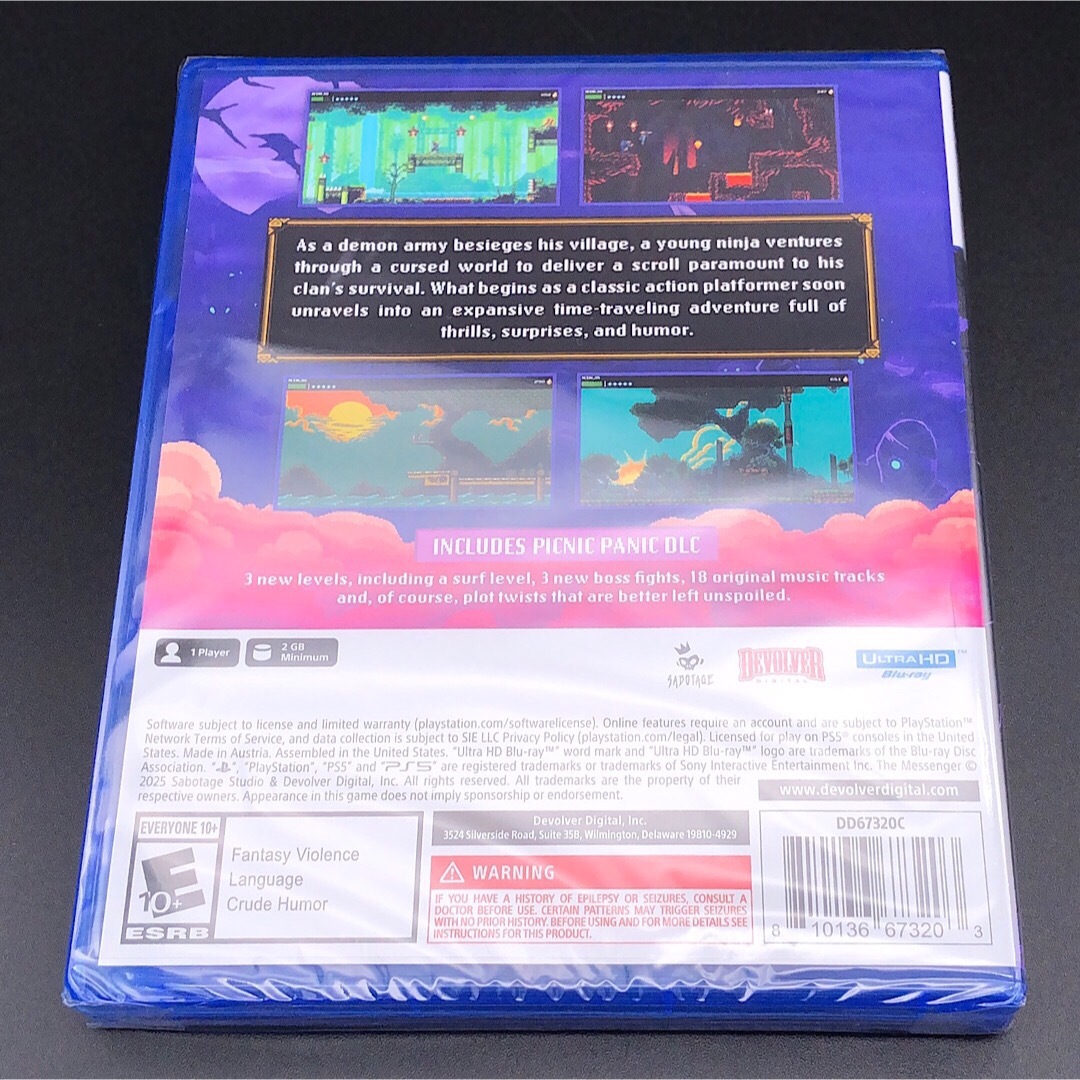 As a demon army besieges his village, a young ninja ventures
through a cursed world to deliver a scroll paramount to his
clan's survival. What begins as a classic action platformer soon
unravels into an expansive time-traveling adventure full of
thrills, surprises, and humor.
INCLUDES PICNIC PANIC DLC
3 new levels, including a surf level, 3 new boss fights, 18 original music tracks
and, of course, plot twists that are better left unspoiled.
1 Player
2 GB
Minimum
SABOTAGE
DEVOLVER
DIGITAL
ULTRA HD
Blu-ray™
Software subject to license and limited warranty (playstation.com/softwarelicense). Online features require an account and are subject to PlayStation™
Network Terms of Service, and data collection is subject to SIE LLC Privacy Policy (playstation.com/legal). Licensed for play on PS5® consoles in the United
States. Made in Austria. Assembled in the United States. "Ultra HD Blu-ray™" word mark and "Ultra HD Blu-ray™" logo are trademarks of the Blu-ray Disc
Association. "PS", "PlayStation", "PS5" and "PS5" are registered trademarks or trademarks of Sony Interactive Entertainment Inc. The Messenger ©
2025 Sabotage Studio & Devolver Digital, Inc. All rights reserved. All trademarks are the property of their
respective owners. Appearance in this game does not imply sponsorship or endorsement.
www.devolverdigital.com
EVERYONE 10+
E
10+
ESRB
Fantasy Violence
Language
Crude Humor
Devolver Digital, Inc.
3524 Silverside Road, Suite 35B, Wilmington, Delaware 19810-4929
WARNING
IF YOU HAVE A HISTORY OF EPILEPSY OR SEIZURES, CONSULT A
DOCTOR BEFORE USE. CERTAIN PATTERNS MAY TRIGGER SEIZURES
WITH NO PRIOR HISTORY. BEFORE USING AND FOR MORE DETAILS SEE
INSTRUCTIONS FOR THIS PRODUCT.
DD67320C
8 10136 67320 3